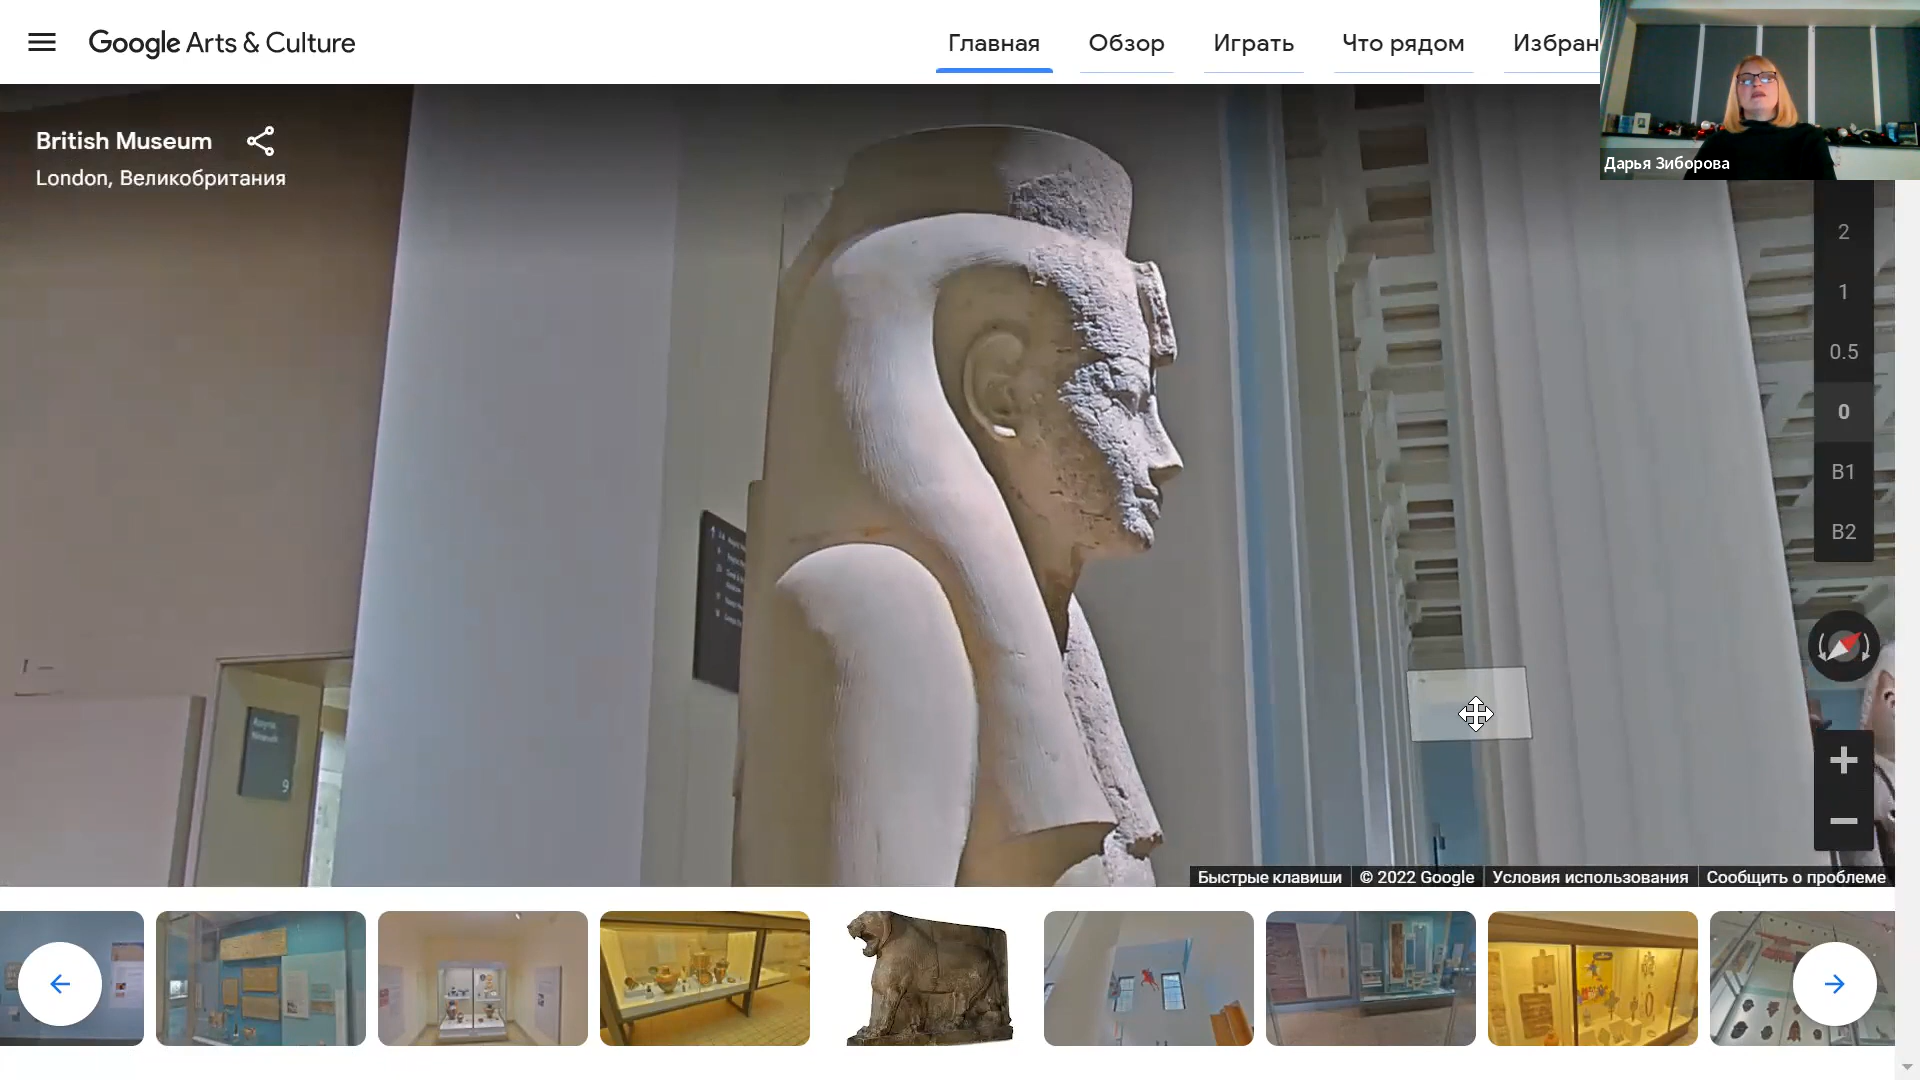 Google Arts & Culture
Главная
Обзор
Играть
Что рядом
Избран
Дарья Зиборова
British Museum
London, Великобритания
2
1
0.5
0
B1
B2
9
Быстрые клавиши
© 2022 Google
Условия использования
Сообщить о проблеме